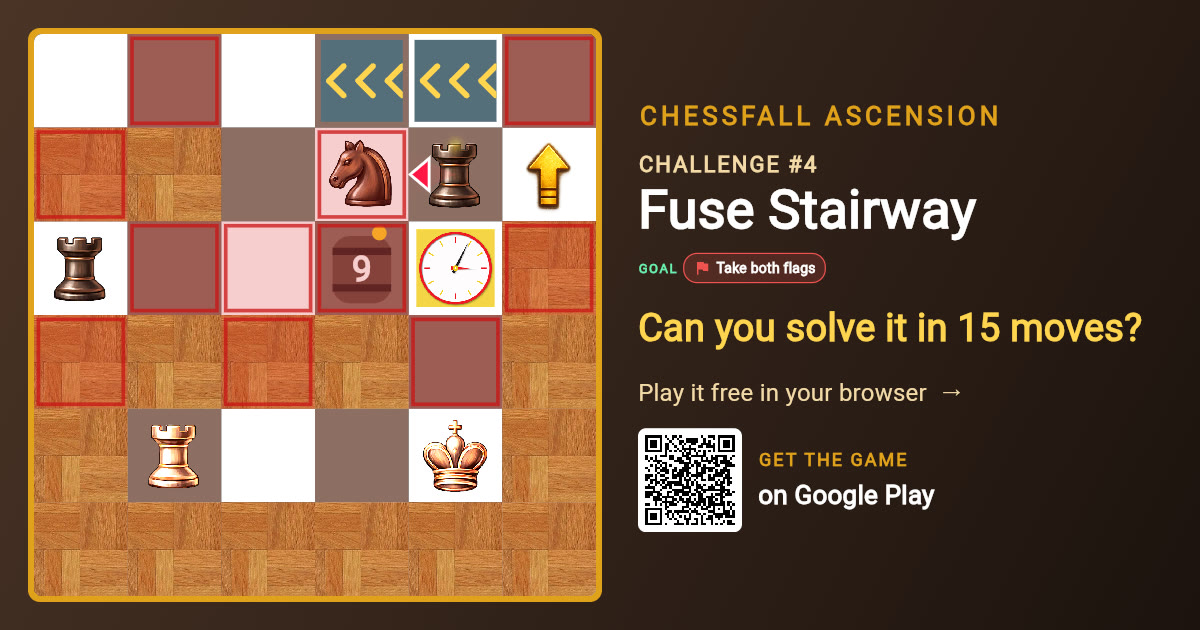 CHESSFALL ASCENSION
CHALLENGE #4
Fuse Stairway
GOAL Take both flags
Can you solve it in 15 moves?
Play it free in your browser →
GET THE GAME
on Google Play
9